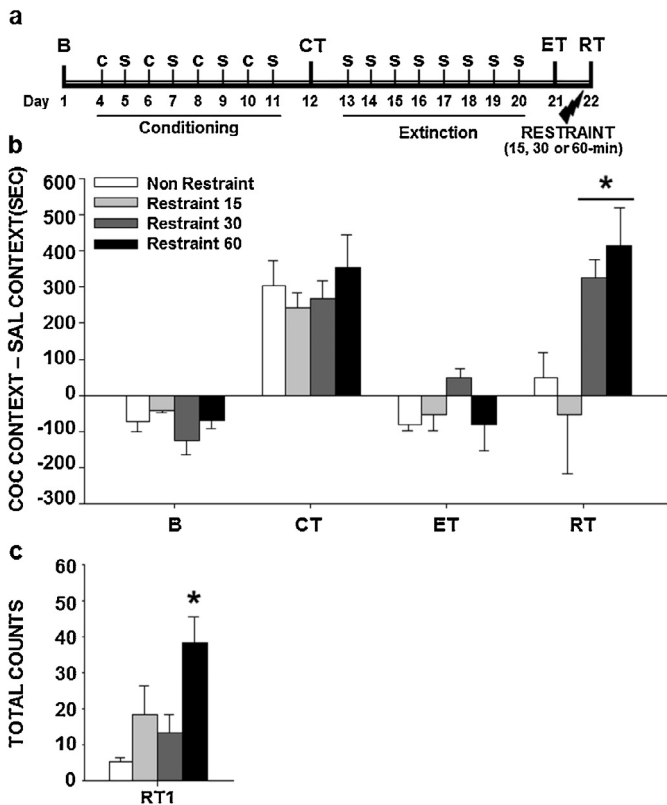 a
B CT ET RT
C S C S C S C S S S S S S S S S
Day 1 4 5 6 7 8 9 10 11 12 13 14 15 16 17 18 19 20 21 22
Conditioning Extinction RESTRAINT
(15, 30 or 60-min)
b
COC CONTEXT – SAL CONTEXT(SEC)
600
500
400
300
200
100
0
-100
-200
-300
Non Restraint
Restraint 15
Restraint 30
Restraint 60
*
B CT ET RT
c
TOTAL COUNTS
60
50
40
30
20
10
0
*
RT1